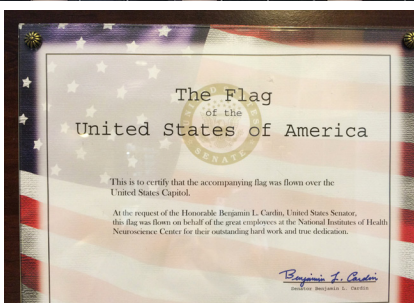 The Flag
of the
United States of America
UNITED STATES
SENATE
This is to certify that the accompanying flag was flown over the
United States Capitol.
At the request of the Honorable Benjamin L. Cardin, United States Senator,
this flag was flown on behalf of the great employees at the National Institutes of Health
Neuroscience Center for their outstanding hard work and true dedication.
Benjamin L. Cardin
Senator Benjamin L. Cardin